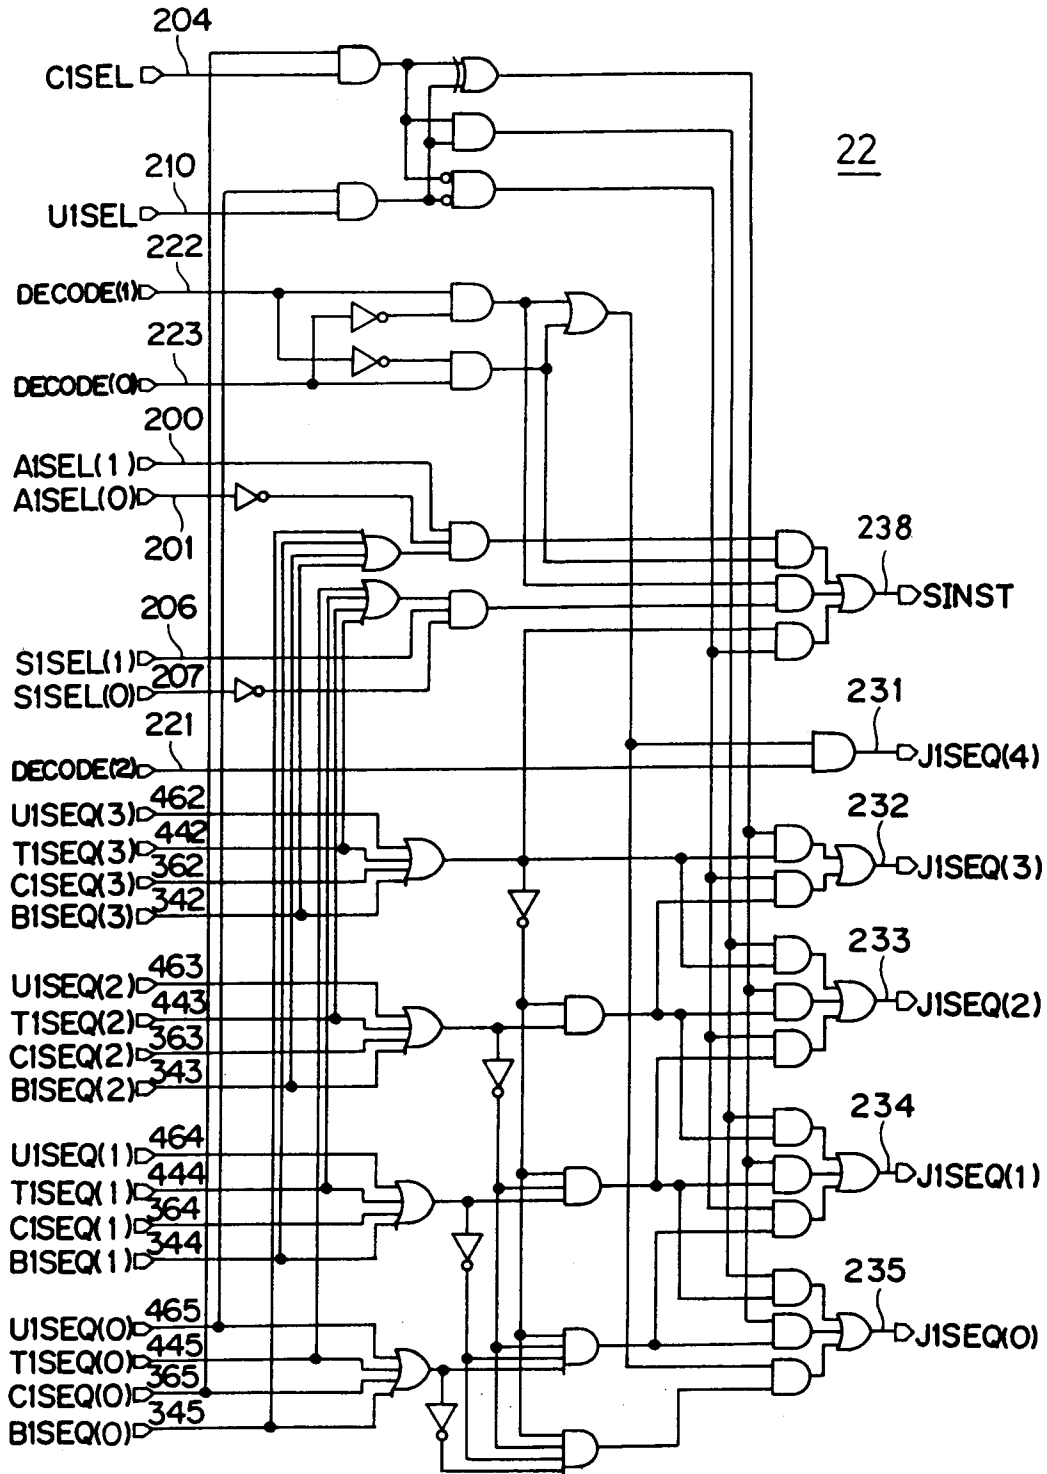 204
C1SEL
22
210
U1SEL
222
DECODE(1)
223
DECODE(0)
200
A1SEL(1)
A1SEL(0)
201
238
SINST
206
S1SEL(1)
207
S1SEL(0)
221
231
DECODE(2)
J1SEQ(4)
462
U1SEQ(3)
442
T1SEQ(3)
362
C1SEQ(3)
342
B1SEQ(3)
232
J1SEQ(3)
463
U1SEQ(2)
443
T1SEQ(2)
363
C1SEQ(2)
343
B1SEQ(2)
233
J1SEQ(2)
464
U1SEQ(1)
444
T1SEQ(1)
364
C1SEQ(1)
344
B1SEQ(1)
234
J1SEQ(1)
465
U1SEQ(0)
445
T1SEQ(0)
365
C1SEQ(0)
345
B1SEQ(0)
235
J1SEQ(0)